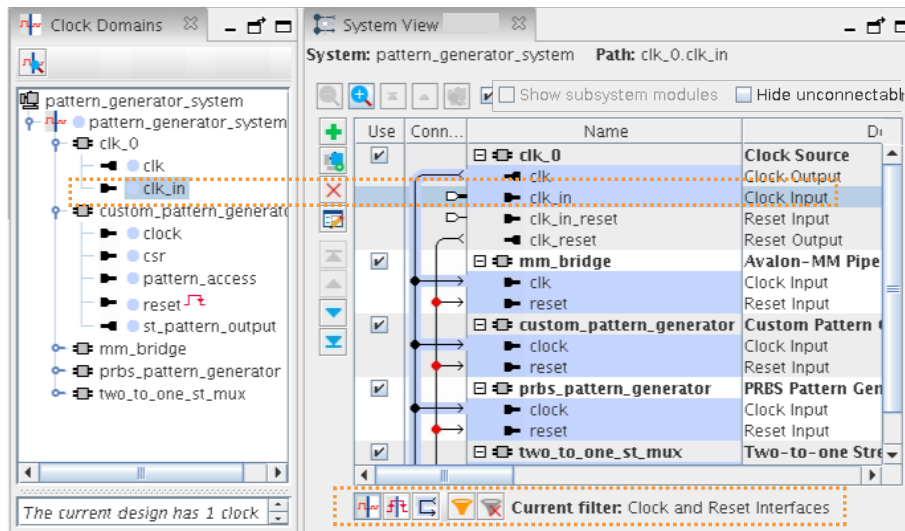 Clock Domains
System View
System: pattern_generator_system Path: clk_0.clk_in
Show subsystem modules Hide unconnectabl
pattern_generator_system
pattern_generator_system
clk_0
clk
clk_in
custom_pattern_generato
clock
csr
pattern_access
reset
st_pattern_output
mm_bridge
prbs_pattern_generator
two_to_one_st_mux
The current design has 1 clock
Use Conn... Name
clk_0 Clock Source
clk Clock Output
clk_in Clock Input
clk_in_reset Reset Input
clk_reset Reset Output
mm_bridge Avalon-MM Pipe
clk Clock Input
reset Reset Input
custom_pattern_generator Custom Pattern
clock Clock Input
reset Reset Input
prbs_pattern_generator PRBS Pattern Gen
clock Clock Input
reset Reset Input
two_to_one_st_mux Two-to-one Stre
Current filter: Clock and Reset Interfaces